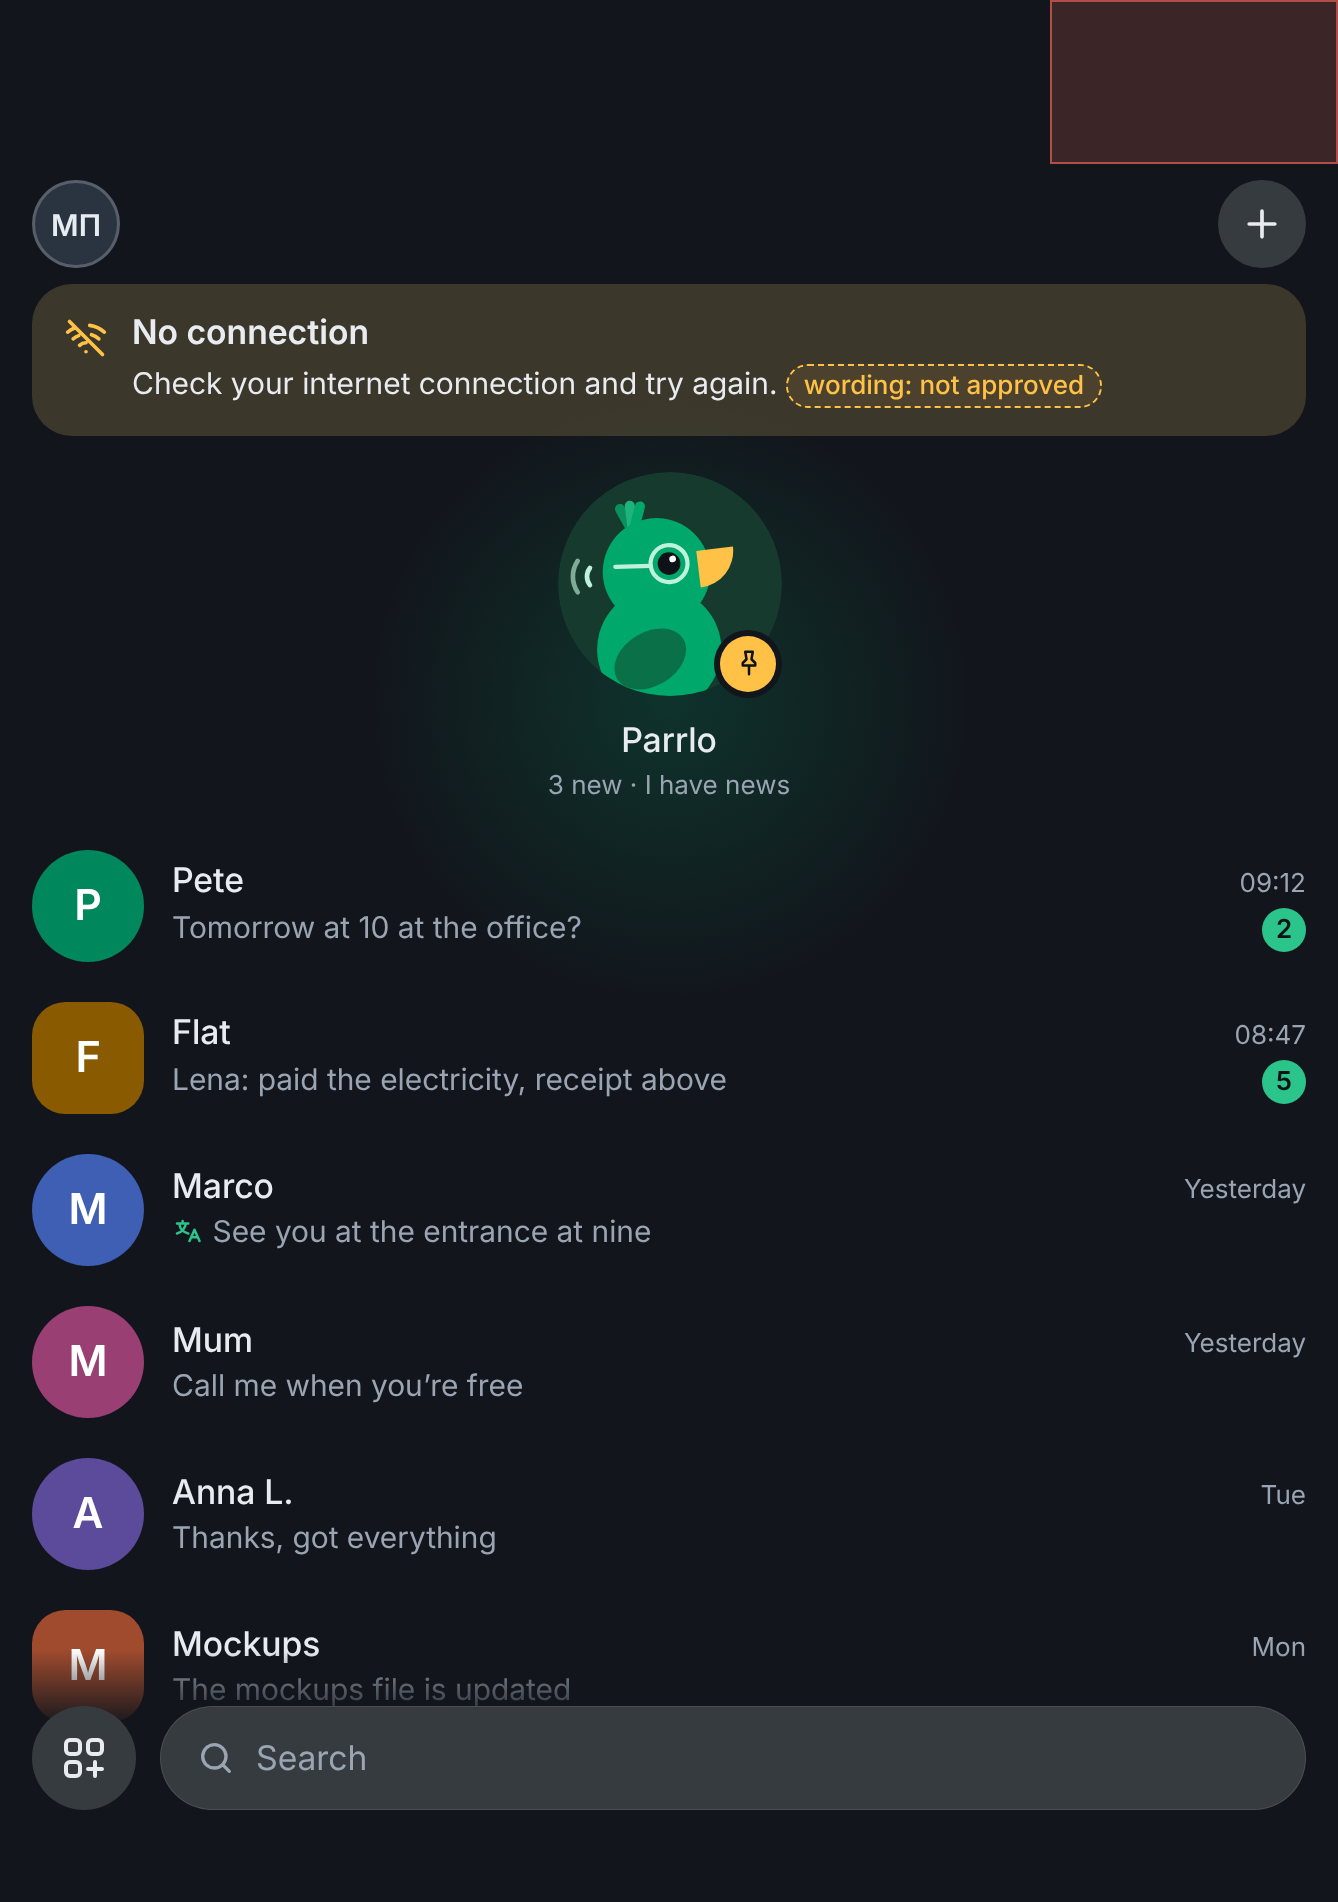 МП
No connection
Check your internet connection and try again. wording: not approved
Parrlo
3 new · I have news
P
Pete
09:12
Tomorrow at 10 at the office?
2
F
Flat
08:47
Lena: paid the electricity, receipt above
5
M
Marco
Yesterday
See you at the entrance at nine
M
Mum
Yesterday
Call me when you’re free
A
Anna L.
Tue
Thanks, got everything
M
Mockups
Mon
The mockups file is updated
Search